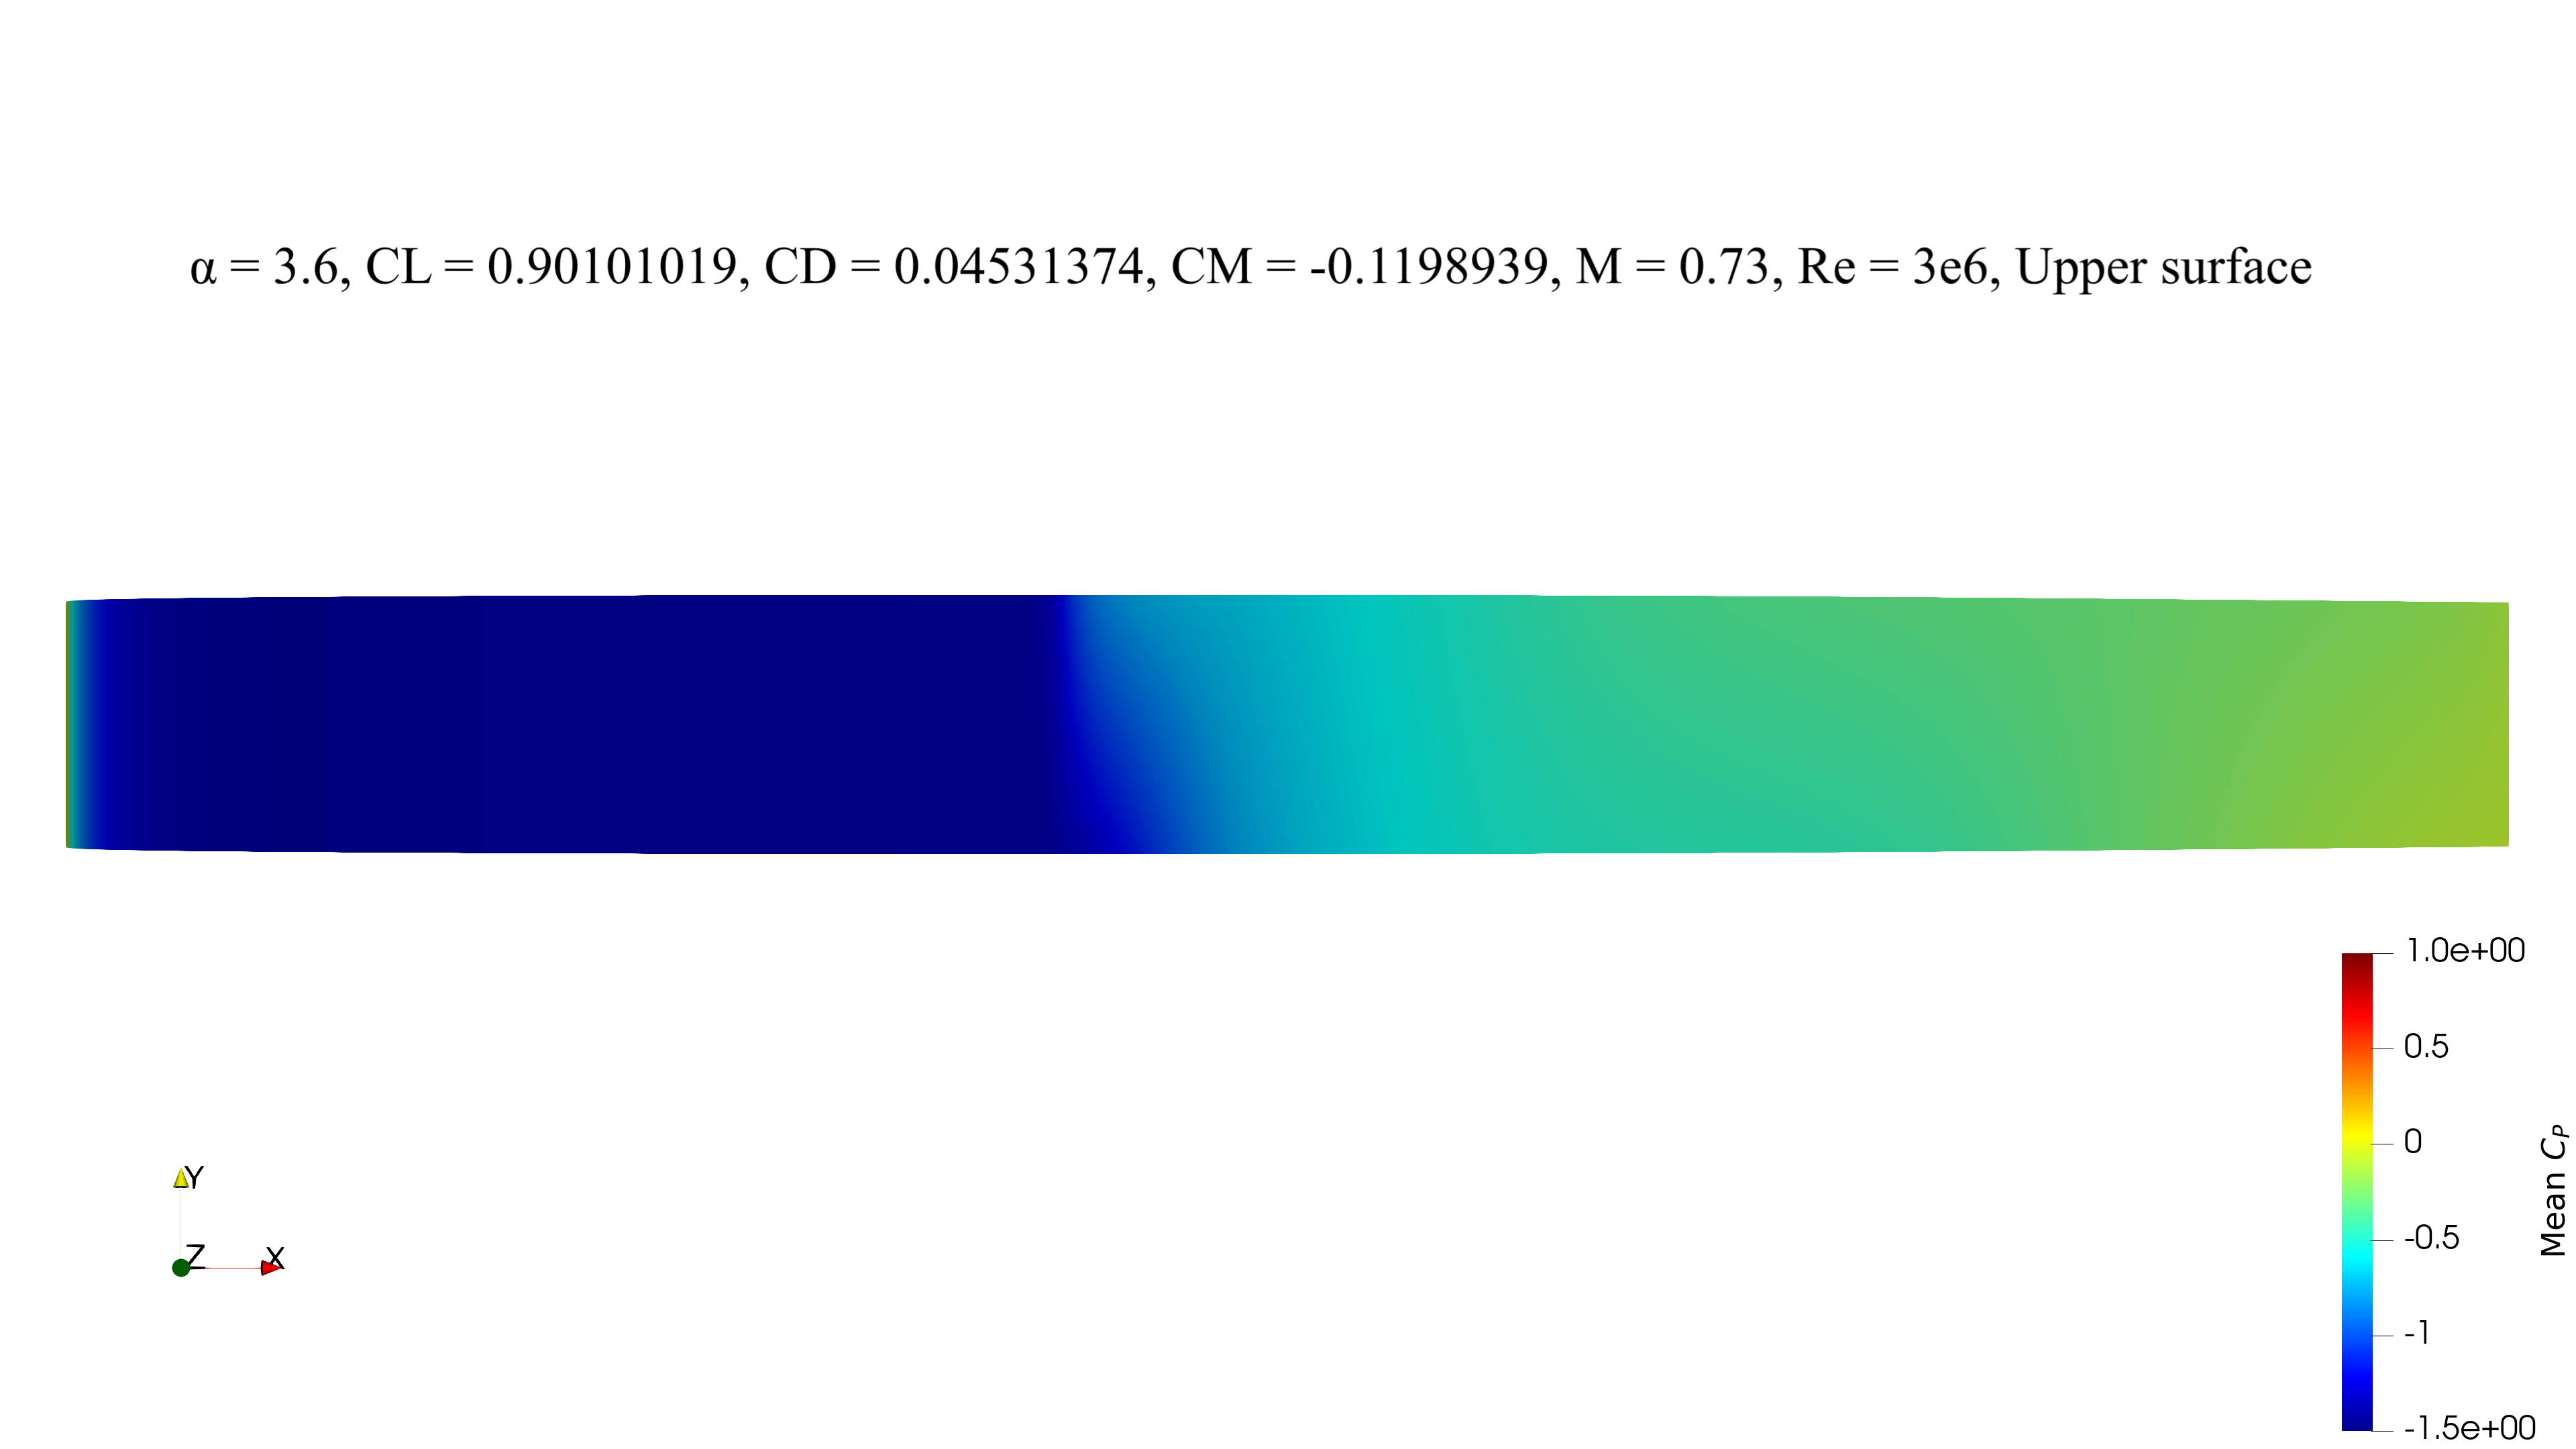 α = 3.6, CL = 0.90101019, CD = 0.04531374, CM = -0.1198939, M = 0.73, Re = 3e6, Upper surface
1.0e+00
0.5
0
-0.5
-1
-1.5e+00
Mean C_P
Y
Z X